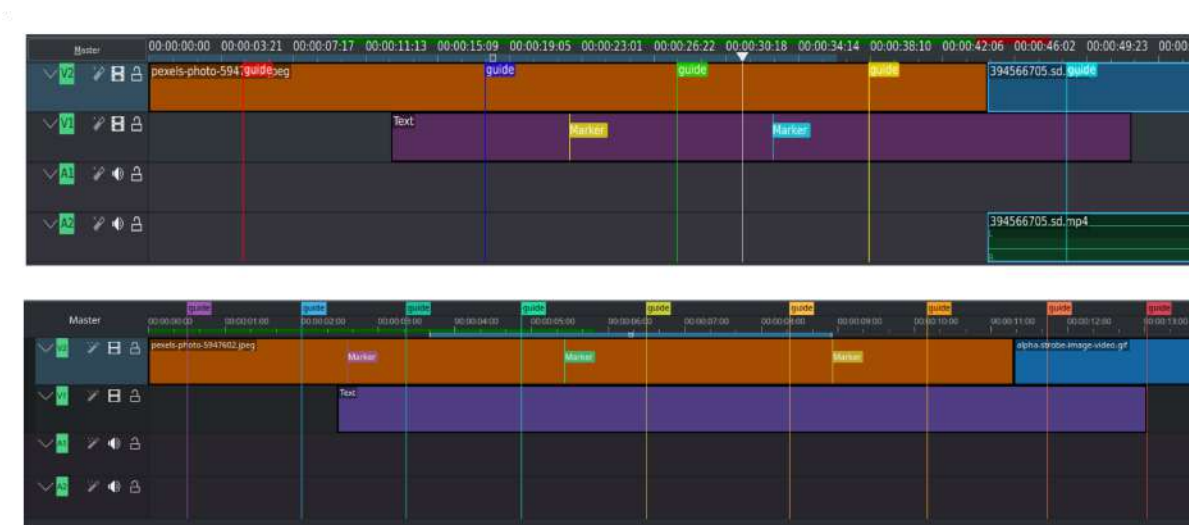 Master 00:00:00:00 00:00:03:21 00:00:07:17 00:00:11:13 00:00:15:09 00:00:19:05 00:00:23:01 00:00:26:22 00:00:30:18 00:00:34:14 00:00:38:10 00:00:42:06 00:00:46:02 00:00:49:23 00:00
V2 pexels-photo-594 guide peg guide guide guide 394566705.sd. guide
V1 Text Marker Marker
A1
A2 394566705.sd.mp4
guide guide guide guide guide guide guide guide guide
Master 00:00:00:00 00:00:01:00 00:00:02:00 00:00:03:00 00:00:04:00 00:00:05:00 00:00:06:00 00:00:07:00 00:00:08:00 00:00:09:00 00:00:10:00 00:00:11:00 00:00:12:00 00:00:13:00
V2 pexels-photo-5947602.jpeg Marker Marker Marker alpha-strobe-image-video.gif
V1 Text
A1
A2